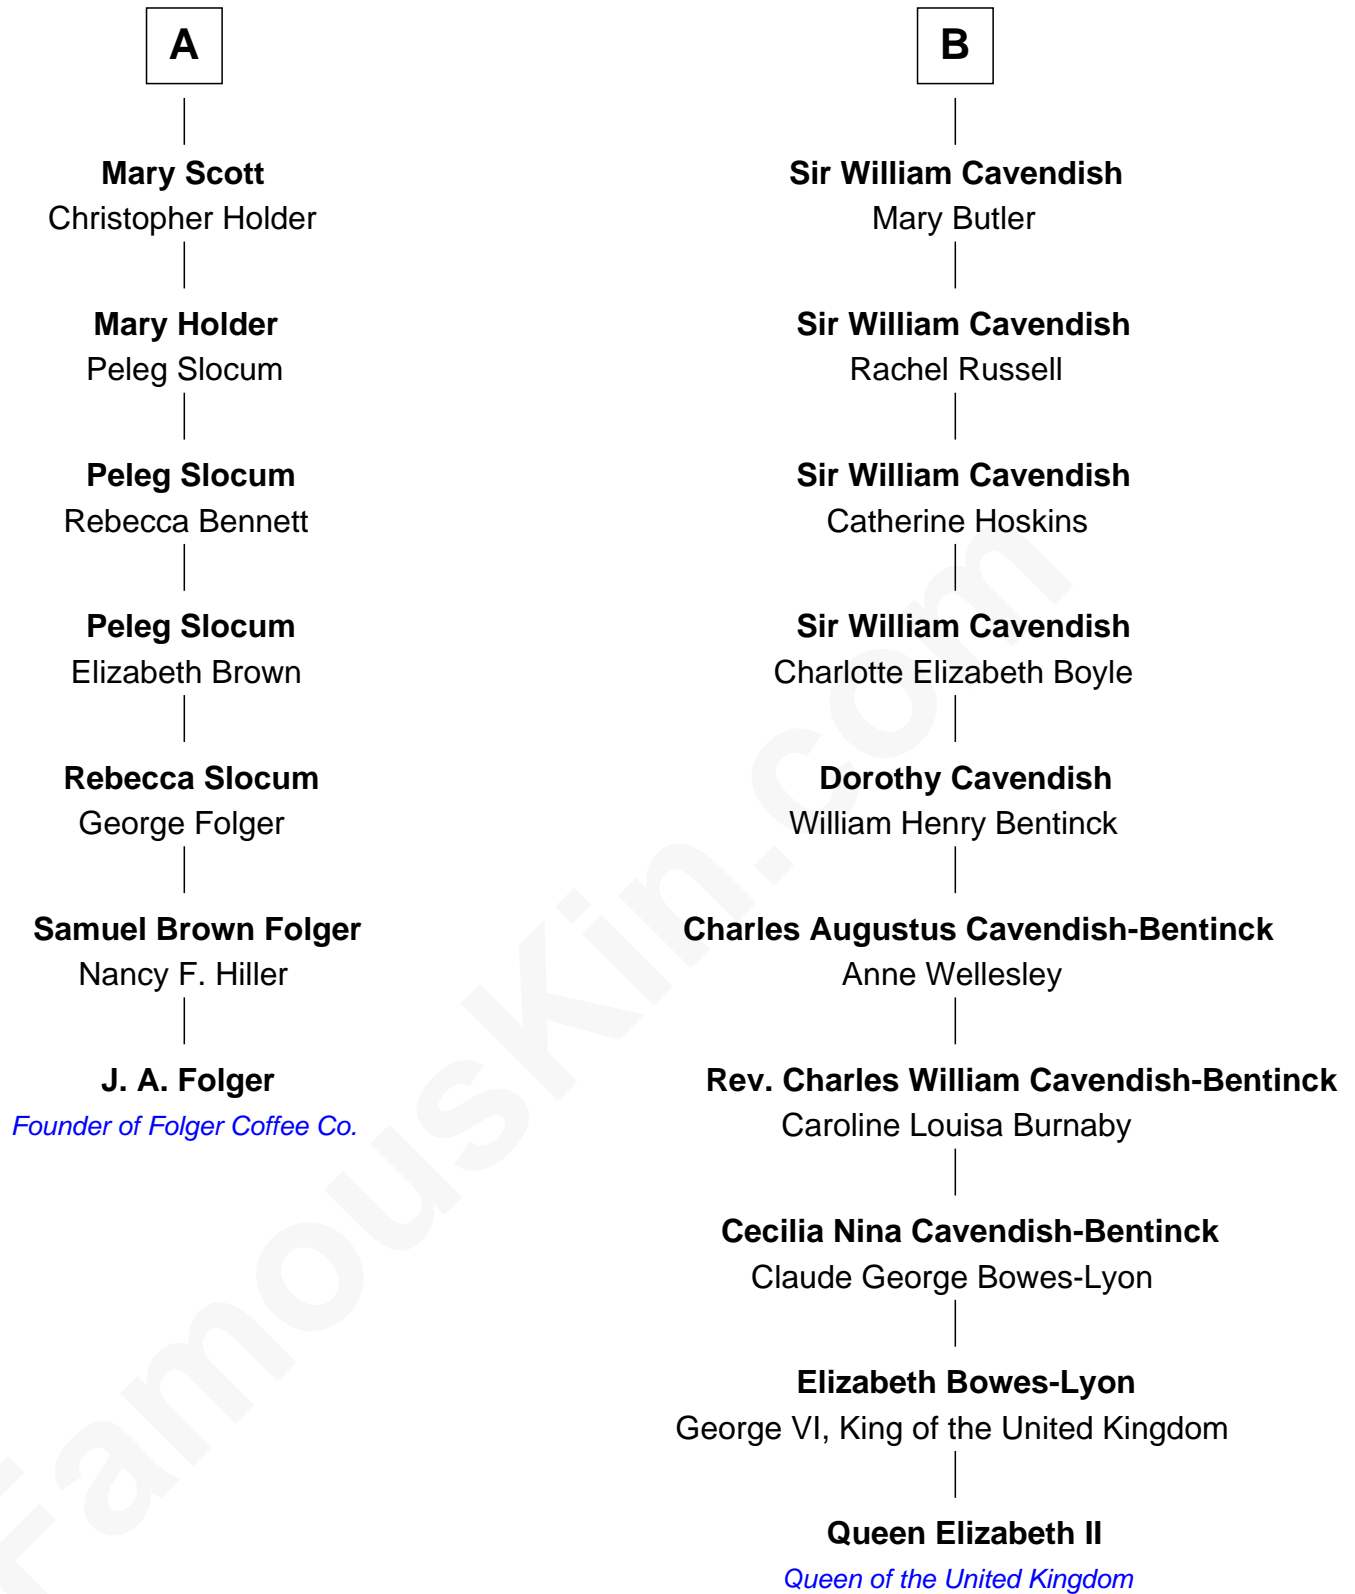 A
Mary Scott
Christopher Holder
Mary Holder
Peleg Slocum
Peleg Slocum
Rebecca Bennett
Peleg Slocum
Elizabeth Brown
Rebecca Slocum
George Folger
Samuel Brown Folger
Nancy F. Hiller
J. A. Folger
Founder of Folger Coffee Co.
B
Sir William Cavendish
Mary Butler
Sir William Cavendish
Rachel Russell
Sir William Cavendish
Catherine Hoskins
Sir William Cavendish
Charlotte Elizabeth Boyle
Dorothy Cavendish
William Henry Bentinck
Charles Augustus Cavendish-Bentinck
Anne Wellesley
Rev. Charles William Cavendish-Bentinck
Caroline Louisa Burnaby
Cecilia Nina Cavendish-Bentinck
Claude George Bowes-Lyon
Elizabeth Bowes-Lyon
George VI, King of the United Kingdom
Queen Elizabeth II
Queen of the United Kingdom
FamousKin.com